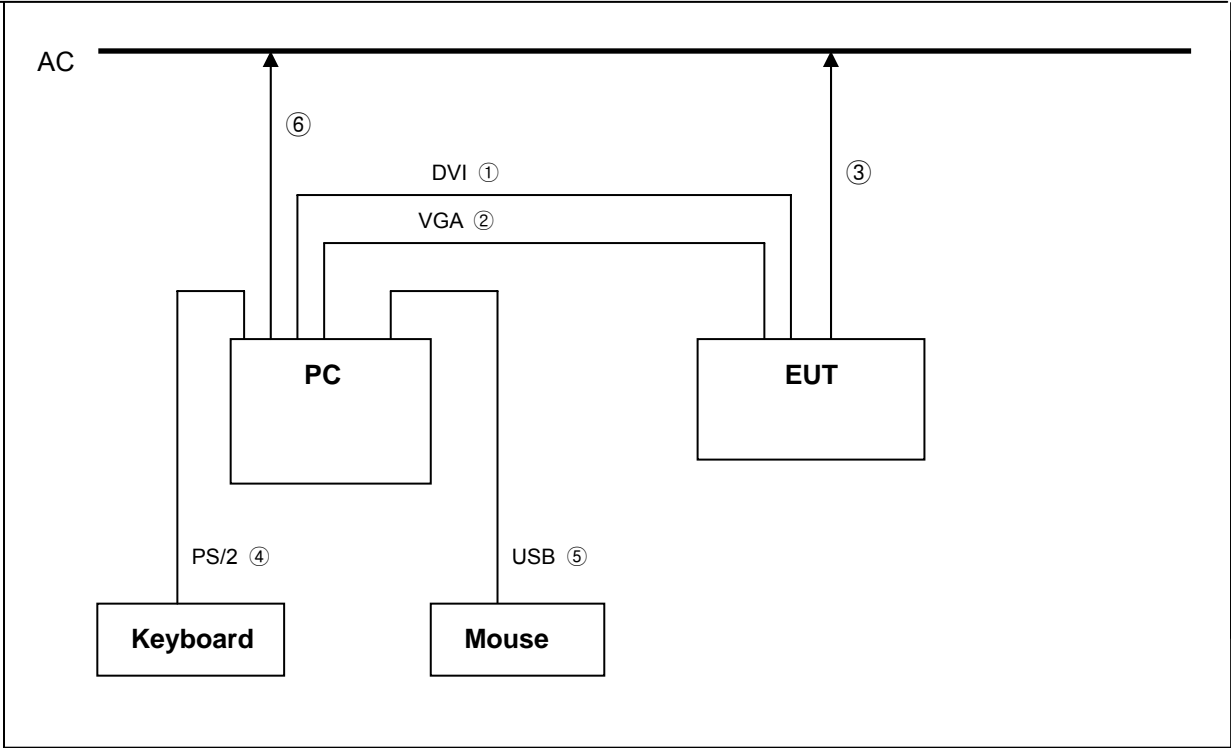 AC
⑥
DVI ①
③
VGA ②
PC
EUT
PS/2 ④
USB ⑤
Keyboard
Mouse